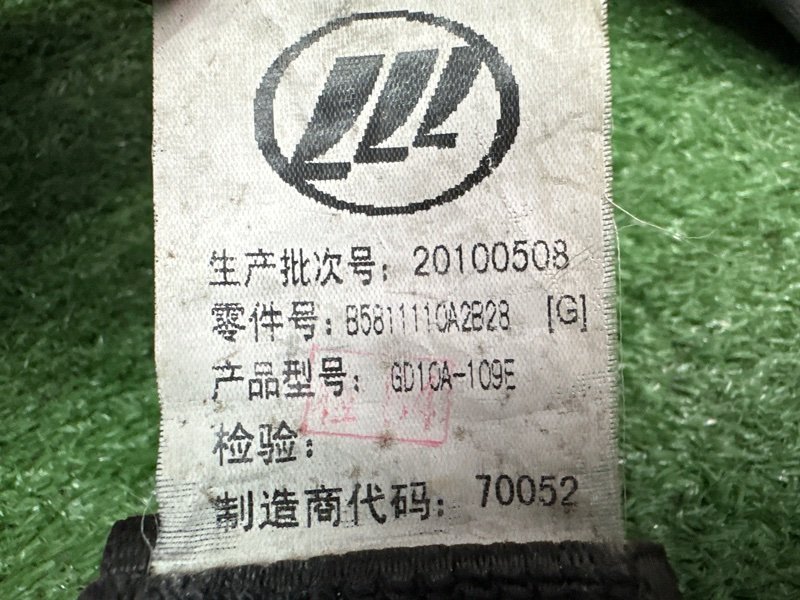 生产批次号: 20100508
零件号: B5811110A2B28 [G]
产品型号: GD10A-109E
检验:
制造商代码: 70052